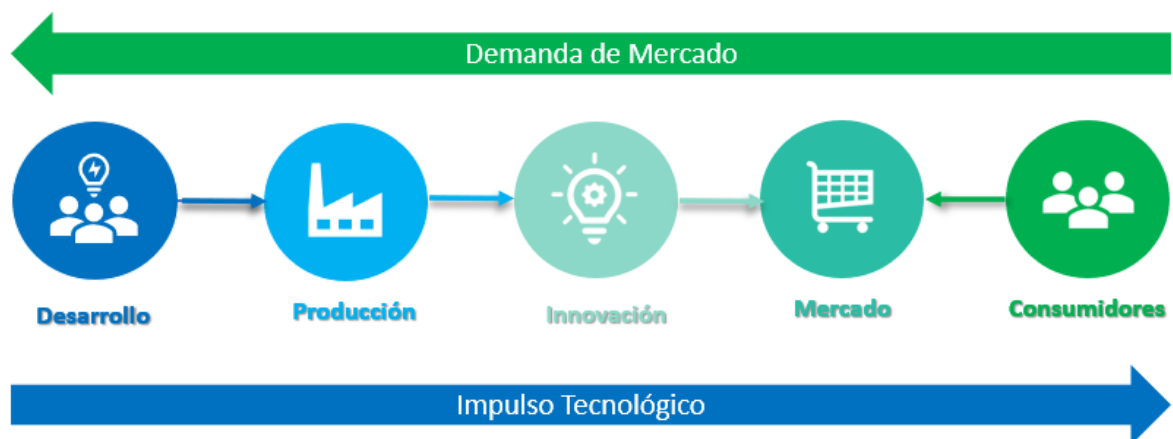 Demanda de Mercado
Desarrollo
Producción
Innovación
Mercado
Consumidores
Impulso Tecnológico